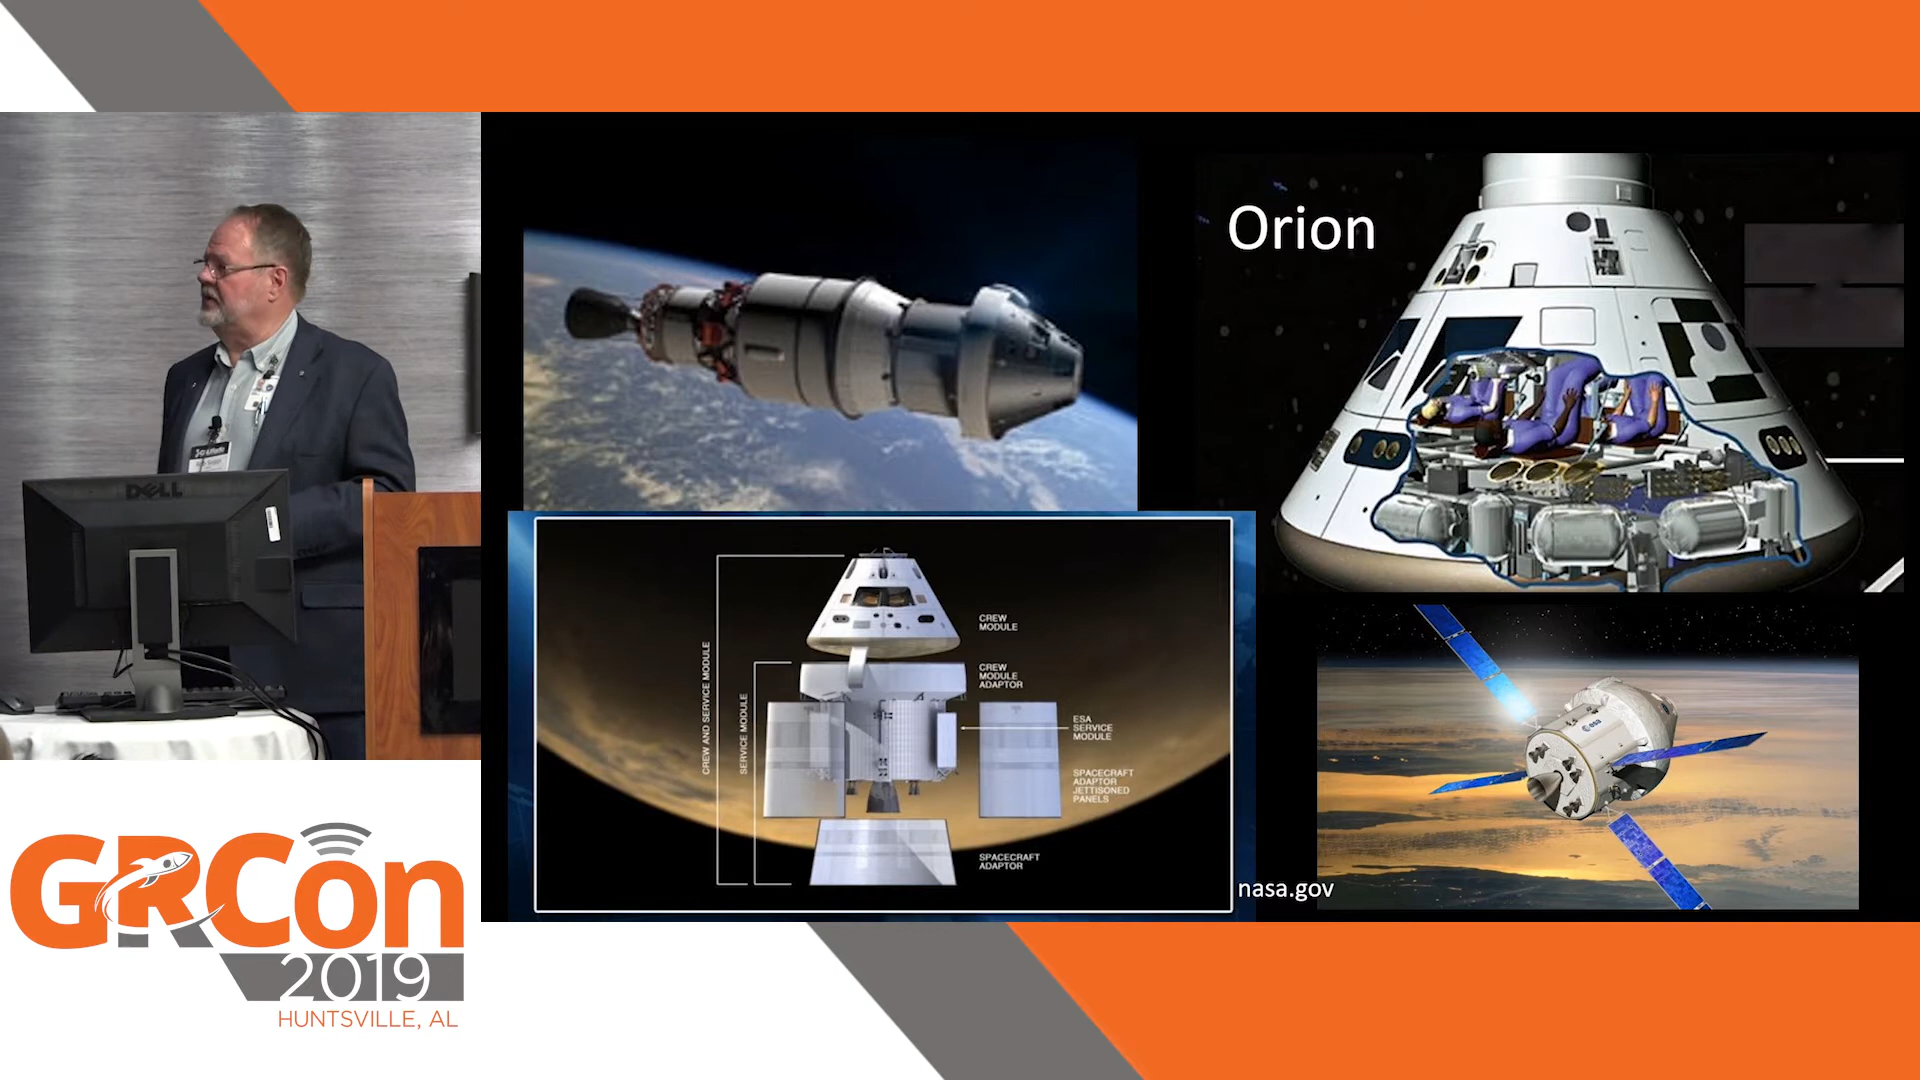 DELL
GRCon
2019
HUNTSVILLE, AL
Orion
CREW AND SERVICE MODULE
SERVICE MODULE
CREW
MODULE
CREW
MODULE
ADAPTOR
ESA
SERVICE
MODULE
SPACECRAFT
ADAPTOR
JETTISONED
PANELS
SPACECRAFT
ADAPTOR
esa
nasa.gov